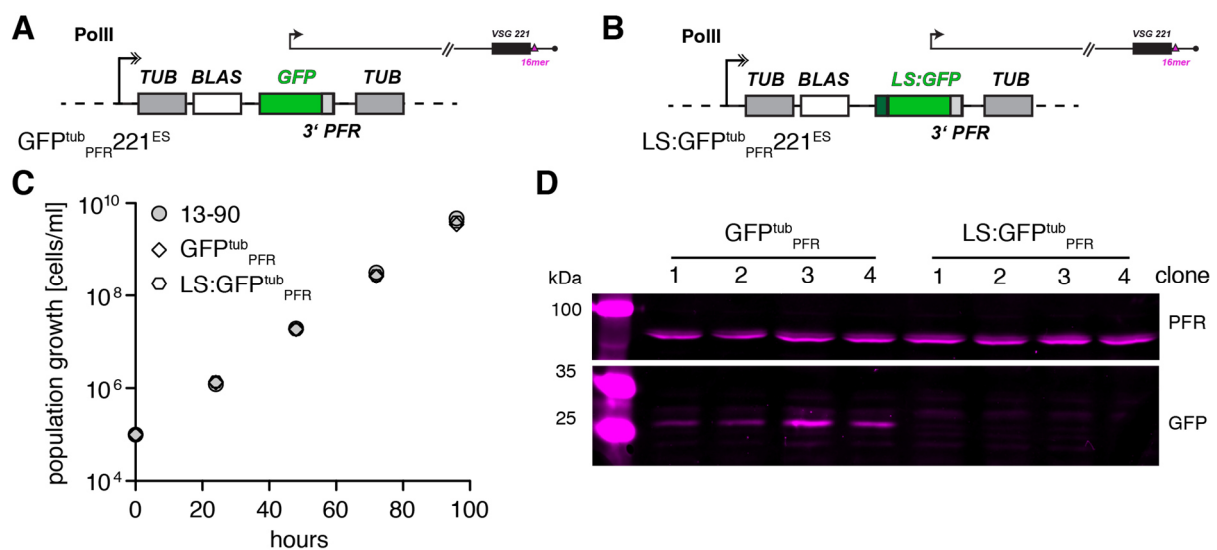 A
PolII
VSG 221
16mer
TUB BLAS GFP TUB
3' PFR
GFPtubPFR221ES
B
PolII
VSG 221
16mer
TUB BLAS LS:GFP TUB
3' PFR
LS:GFPtubPFR221ES
C
population growth [cells/ml]
10^10
10^8
10^6
10^4
13-90
GFPtubPFR
LS:GFPtubPFR
0 20 40 60 80 100
hours
D
GFPtubPFR LS:GFPtubPFR
kDa 1 2 3 4 1 2 3 4 clone
100
PFR
35
25
GFP